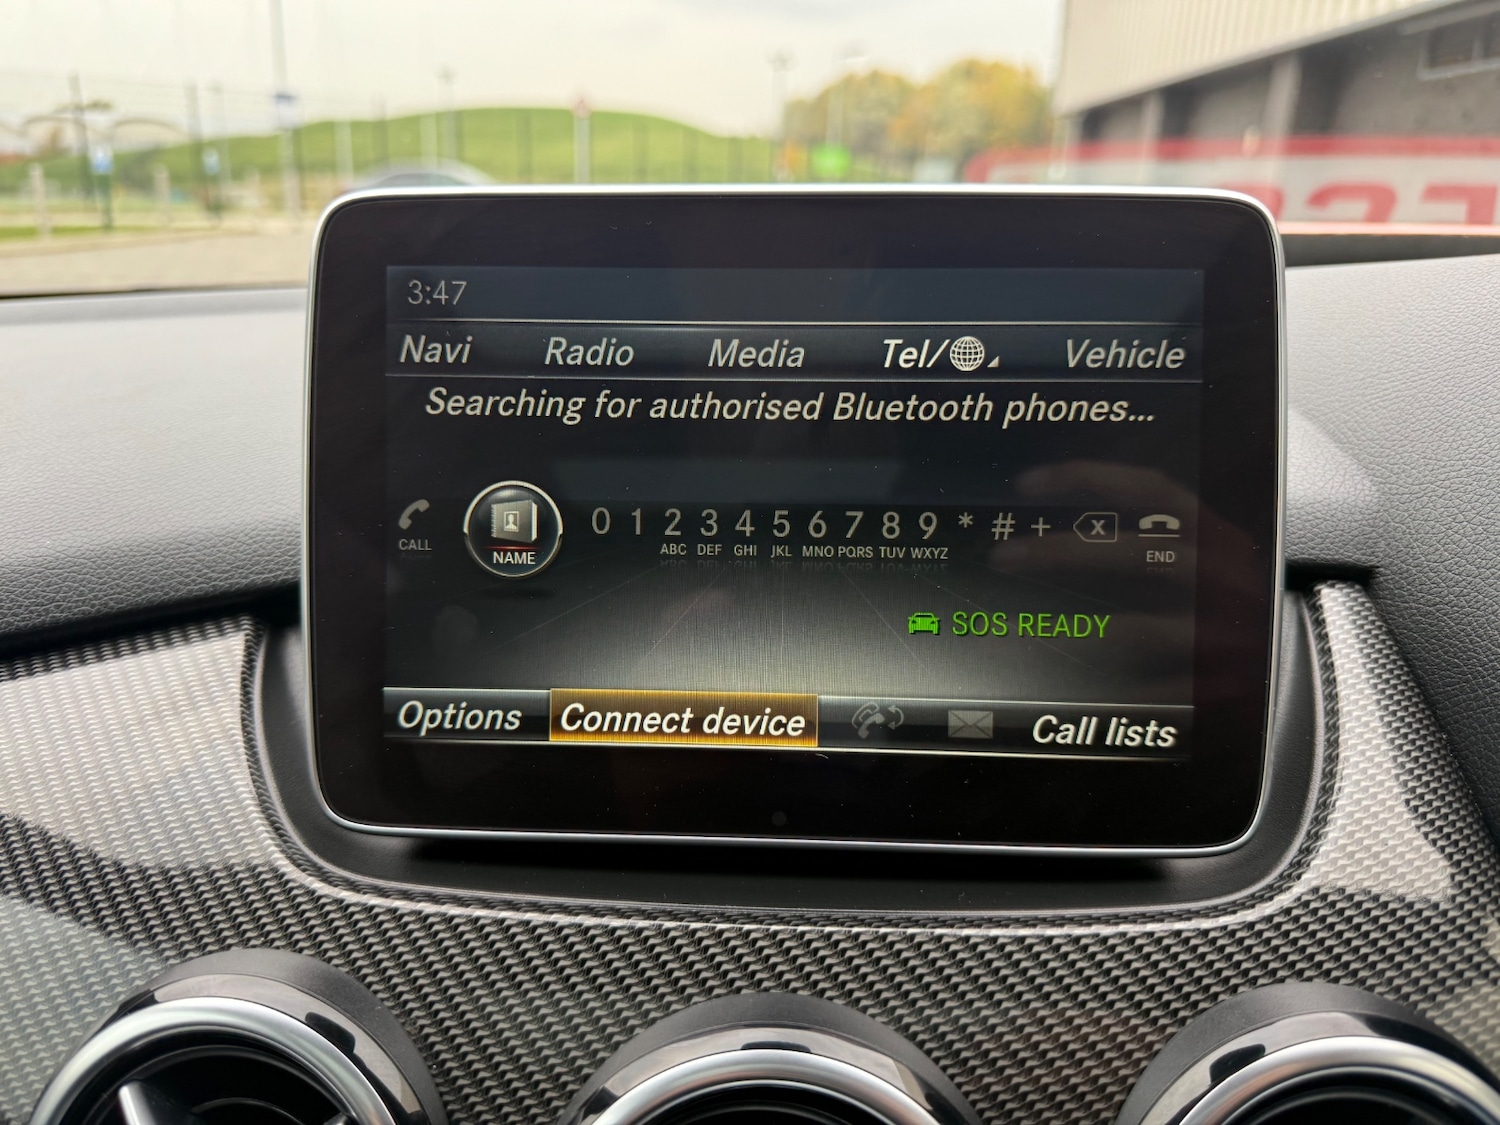 3:47
Navi Radio Media Tel/ Vehicle
Searching for authorised Bluetooth phones...
CALL NAME 0 1 2 ABC 3 DEF 4 GHI 5 JKL 6 MNO 7 PQRS 8 TUV 9 WXYZ * # + X END
SOS READY
Options Connect device Call lists